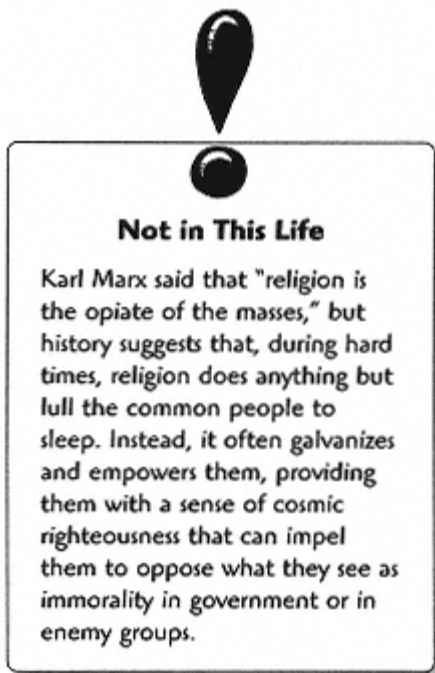 Not in This Life
Karl Marx said that "religion is
the opiate of the masses," but
history suggests that, during hard
times, religion does anything but
lull the common people to
sleep. Instead, it often galvanizes
and empowers them, providing
them with a sense of cosmic
righteousness that can impel
them to oppose what they see as
immorality in government or in
enemy groups.